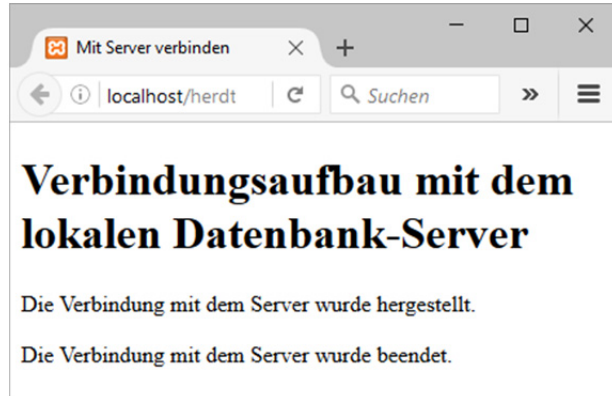 Mit Server verbinden
localhost/herdt
Suchen
Verbindungsaufbau mit dem
lokalen Datenbank-Server
Die Verbindung mit dem Server wurde hergestellt.
Die Verbindung mit dem Server wurde beendet.